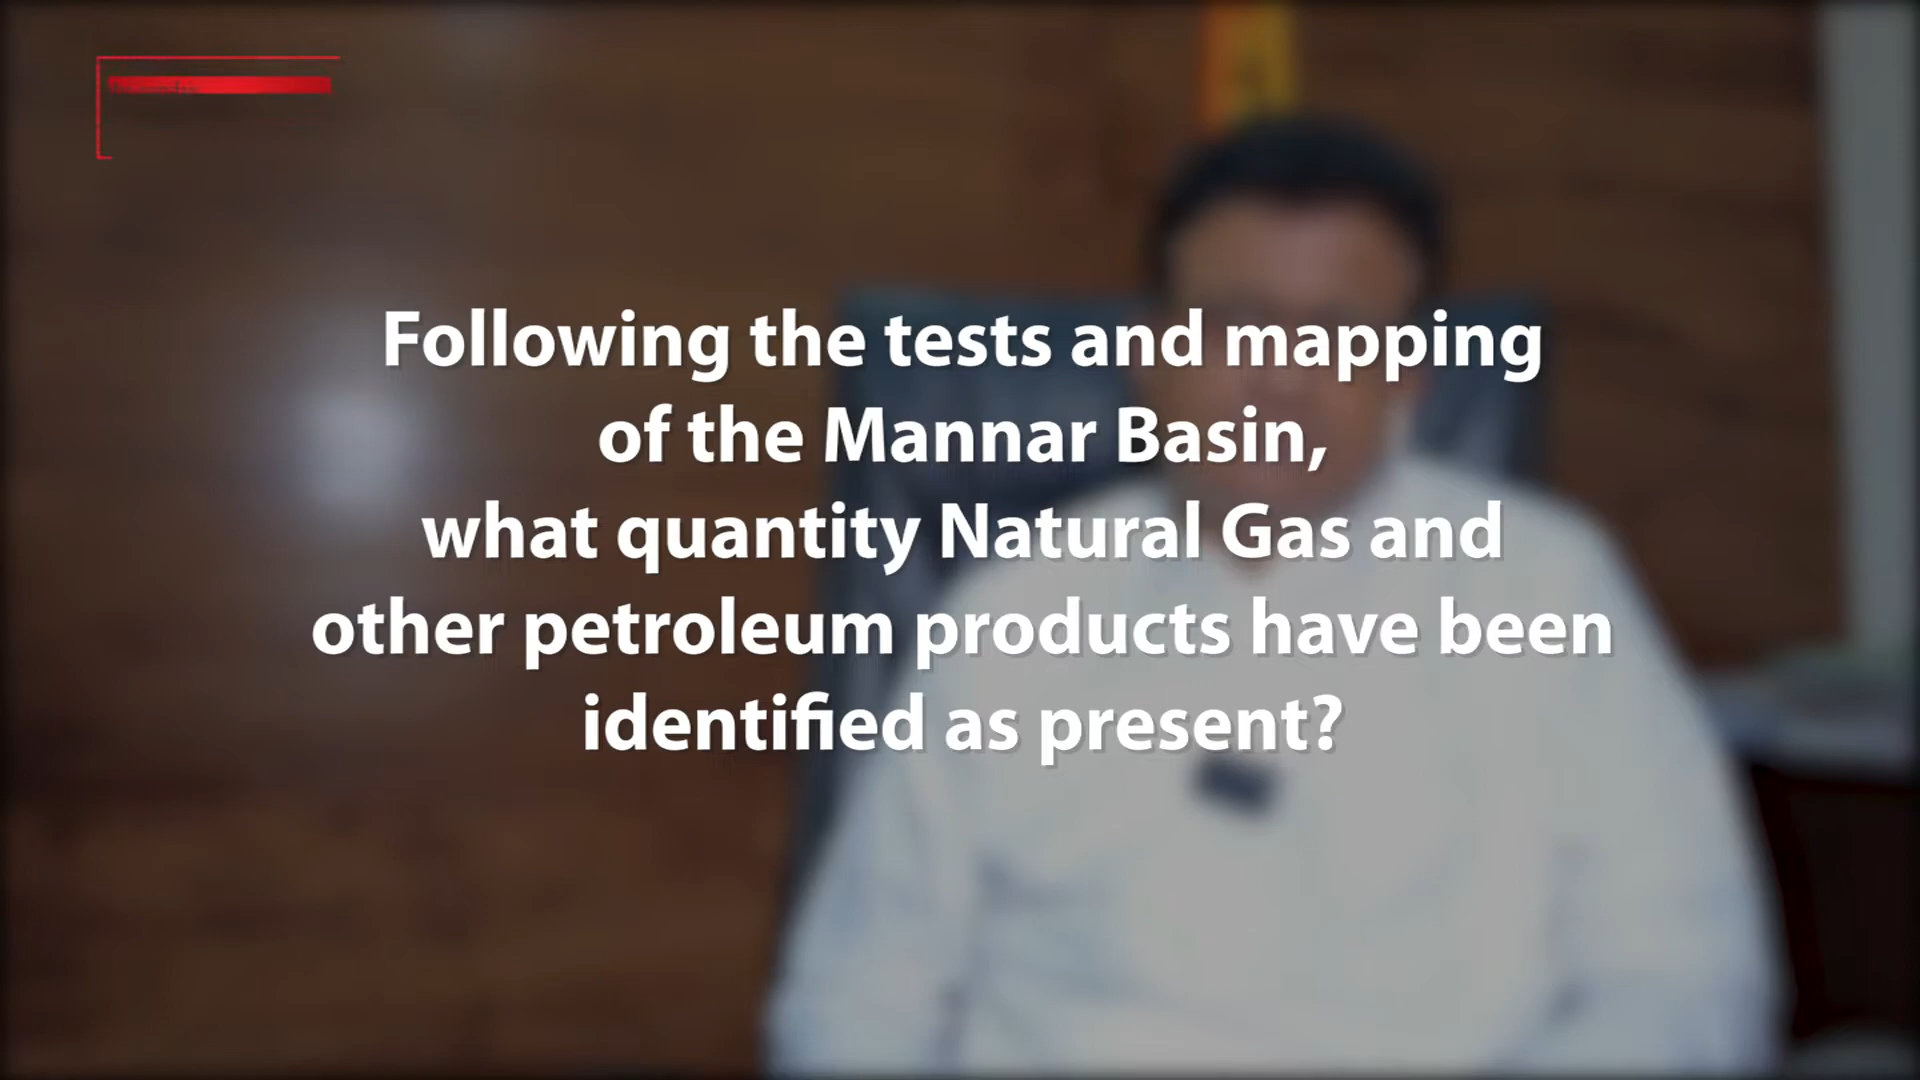 Following the tests and mapping
of the Mannar Basin,
what quantity Natural Gas and
other petroleum products have been
identified as present?